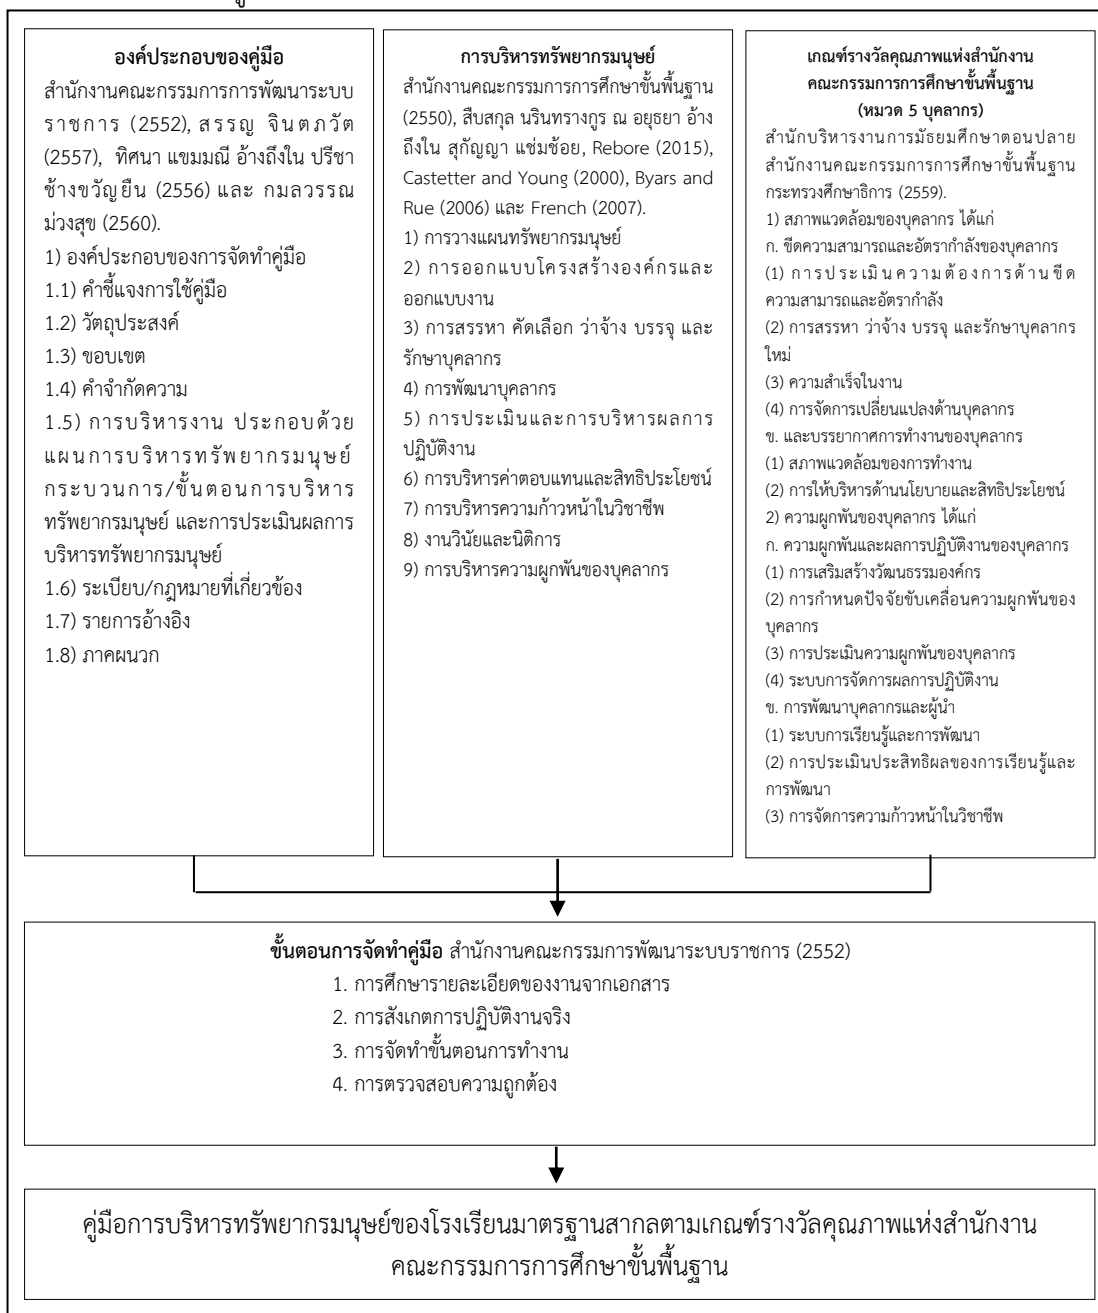 องค์ประกอบของคู่มือ
สำนักงานคณะกรรมการการพัฒนาระบบ
ราชการ (2552), สรรญ จินตภวัต
(2557), ทิศนา แขมมณี อ้างถึงใน ปรีชา
ช้างขวัญยืน (2556) และ กมลวรรณ
ม่วงสุข (2560).
1) องค์ประกอบของการจัดทำคู่มือ
1.1) คำชี้แจงการใช้คู่มือ
1.2) วัตถุประสงค์
1.3) ขอบเขต
1.4) คำจำกัดความ
1.5) การบริหารงาน ประกอบด้วย
แผนการบริหารทรัพยากรมนุษย์
กระบวนการ/ขั้นตอนการบริหาร
ทรัพยากรมนุษย์ และการประเมินผลการ
บริหารทรัพยากรมนุษย์
1.6) ระเบียบ/กฎหมายที่เกี่ยวข้อง
1.7) รายการอ้างอิง
1.8) ภาคผนวก
การบริหารทรัพยากรมนุษย์
สำนักงานคณะกรรมการการศึกษาขั้นพื้นฐาน
(2550), สืบสกุล นรินทรางกูร ณ อยุธยา อ้าง
ถึงใน สุกัญญา แช่มช้อย, Rebore (2015),
Castetter and Young (2000), Byars and
Rue (2006) และ French (2007).
1) การวางแผนทรัพยากรมนุษย์
2) การออกแบบโครงสร้างองค์กรและ
ออกแบบงาน
3) การสรรหา คัดเลือก ว่าจ้าง บรรจุ และ
รักษาบุคลากร
4) การพัฒนาบุคลากร
5) การประเมินและการบริหารผลการ
ปฏิบัติงาน
6) การบริหารค่าตอบแทนและสิทธิประโยชน์
7) การบริหารความก้าวหน้าในวิชาชีพ
8) งานวินัยและนิติการ
9) การบริหารความผูกพันของบุคลากร
เกณฑ์รางวัลคุณภาพแห่งสำนักงาน
คณะกรรมการการศึกษาขั้นพื้นฐาน
(หมวด 5 บุคลากร)
สำนักบริหารงานการมัธยมศึกษาตอนปลาย
สำนักงานคณะกรรมการการศึกษาขั้นพื้นฐาน
กระทรวงศึกษาธิการ (2559).
1) สภาพแวดล้อมของบุคลากร ได้แก่
ก. ขีดความสามารถและอัตรากำลังของบุคลากร
(1) การประเมินความต้องการด้านขีด
ความสามารถและอัตรากำลัง
(2) การสรรหา ว่าจ้าง บรรจุ และรักษาบุคลากร
ใหม่
(3) ความสำเร็จในงาน
(4) การจัดการเปลี่ยนแปลงด้านบุคลากร
ข. และบรรยากาศการทำงานของบุคลากร
(1) สภาพแวดล้อมของการทำงาน
(2) การให้บริการด้านนโยบายและสิทธิประโยชน์
2) ความผูกพันของบุคลากร ได้แก่
ก. ความผูกพันและผลการปฏิบัติงานของบุคลากร
(1) การเสริมสร้างวัฒนธรรมองค์กร
(2) การกำหนดปัจจัยขับเคลื่อนความผูกพันของ
บุคลากร
(3) การประเมินความผูกพันของบุคลากร
(4) ระบบการจัดการผลการปฏิบัติงาน
ข. การพัฒนาบุคลากรและผู้นำ
(1) ระบบการเรียนรู้และการพัฒนา
(2) การประเมินประสิทธิผลของการเรียนรู้และ
การพัฒนา
(3) การจัดการความก้าวหน้าในวิชาชีพ
ขั้นตอนการจัดทำคู่มือ สำนักงานคณะกรรมการพัฒนาระบบราชการ (2552)
1. การศึกษารายละเอียดของงานจากเอกสาร
2. การสังเกตการปฏิบัติงานจริง
3. การจัดทำขั้นตอนการทำงาน
4. การตรวจสอบความถูกต้อง
คู่มือการบริหารทรัพยากรมนุษย์ของโรงเรียนมาตรฐานสากลตามเกณฑ์รางวัลคุณภาพแห่งสำนักงาน
คณะกรรมการการศึกษาขั้นพื้นฐาน